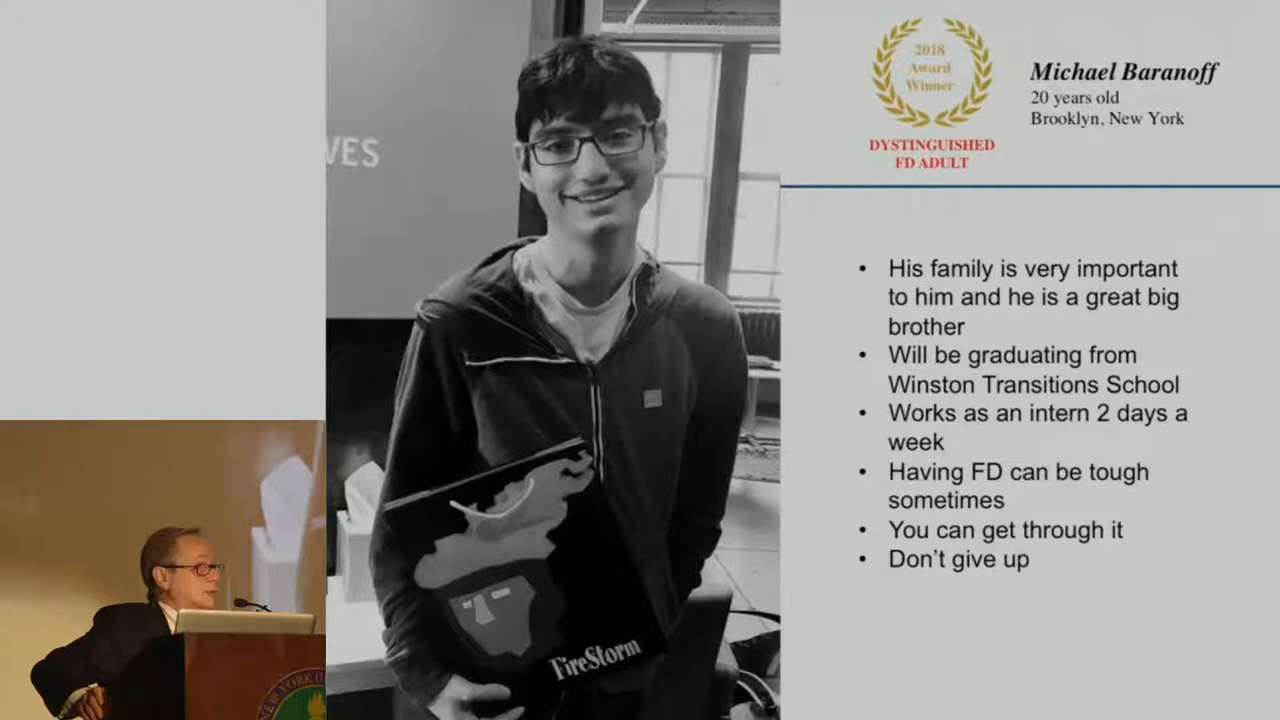 2018
Award
Winner
DYSTINGUISHED
FD ADULT
Michael Baranoff
20 years old
Brooklyn, New York
VES
• His family is very important
to him and he is a great big
brother
• Will be graduating from
Winston Transitions School
• Works as an intern 2 days a
week
• Having FD can be tough
sometimes
• You can get through it
• Don't give up
FireStorm
NEW YORK